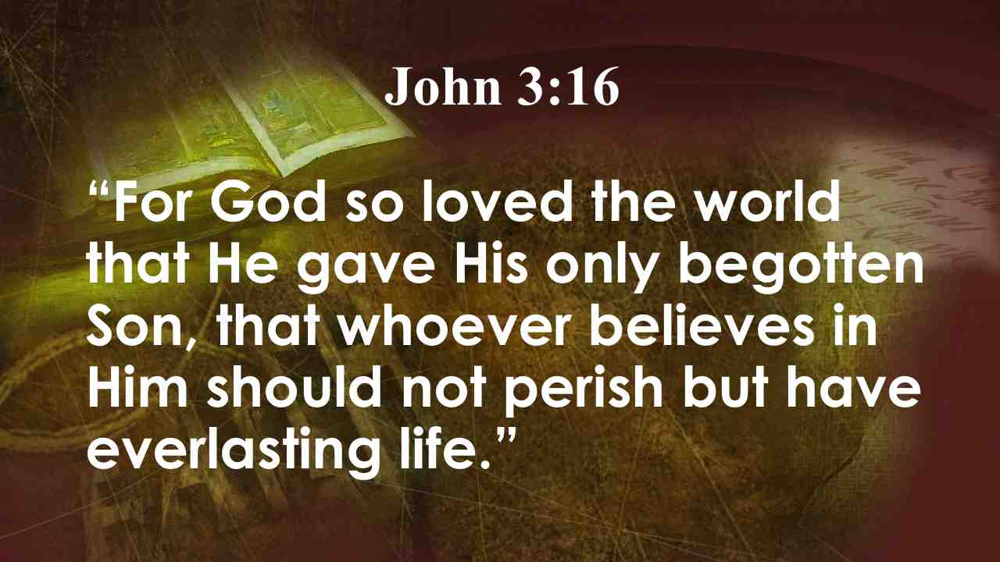 John 3:16
“For God so loved the world
that He gave His only begotten
Son, that whoever believes in
Him should not perish but have
everlasting life.”